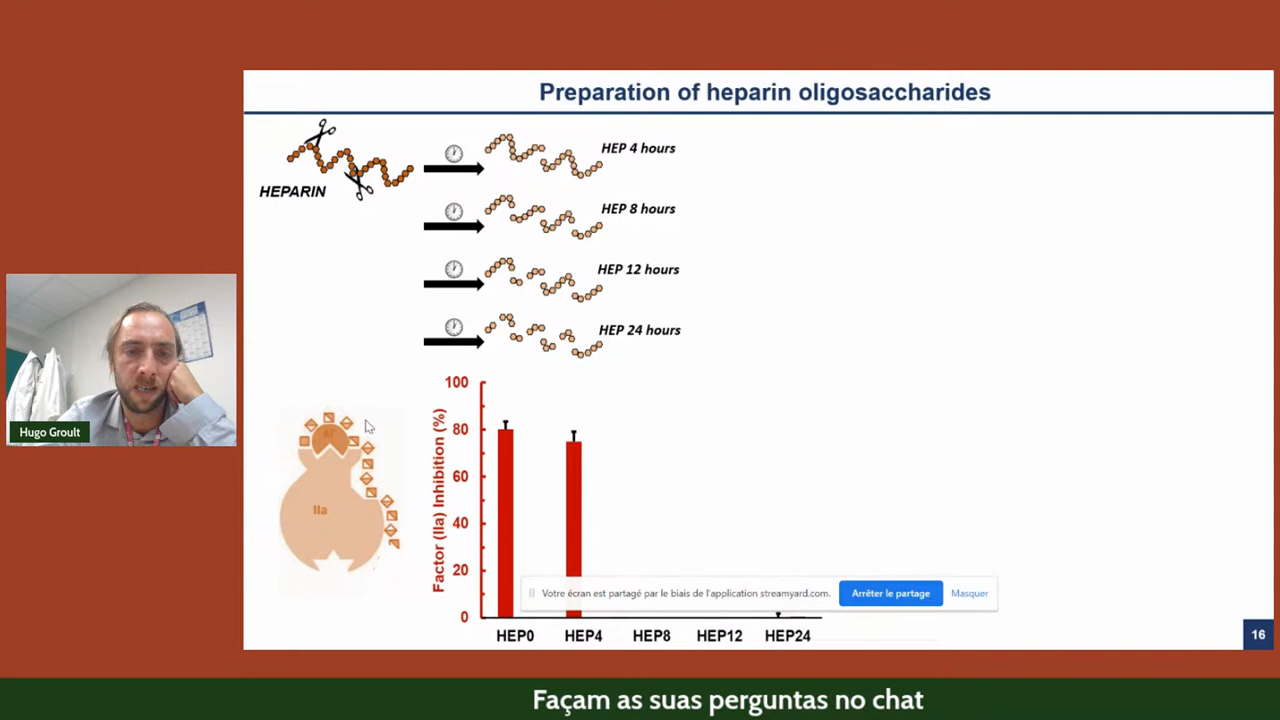 Preparation of heparin oligosaccharides
HEPARIN
HEP 4 hours
HEP 8 hours
HEP 12 hours
HEP 24 hours
Hugo Groult
IIa
Factor (IIa) Inhibition (%)
100
80
60
40
20
0
HEP0 HEP4 HEP8 HEP12 HEP24
Votre écran est partagé par le biais de l'application streamyard.com. Arrêter le partage Masquer
16
Façam as suas perguntas no chat